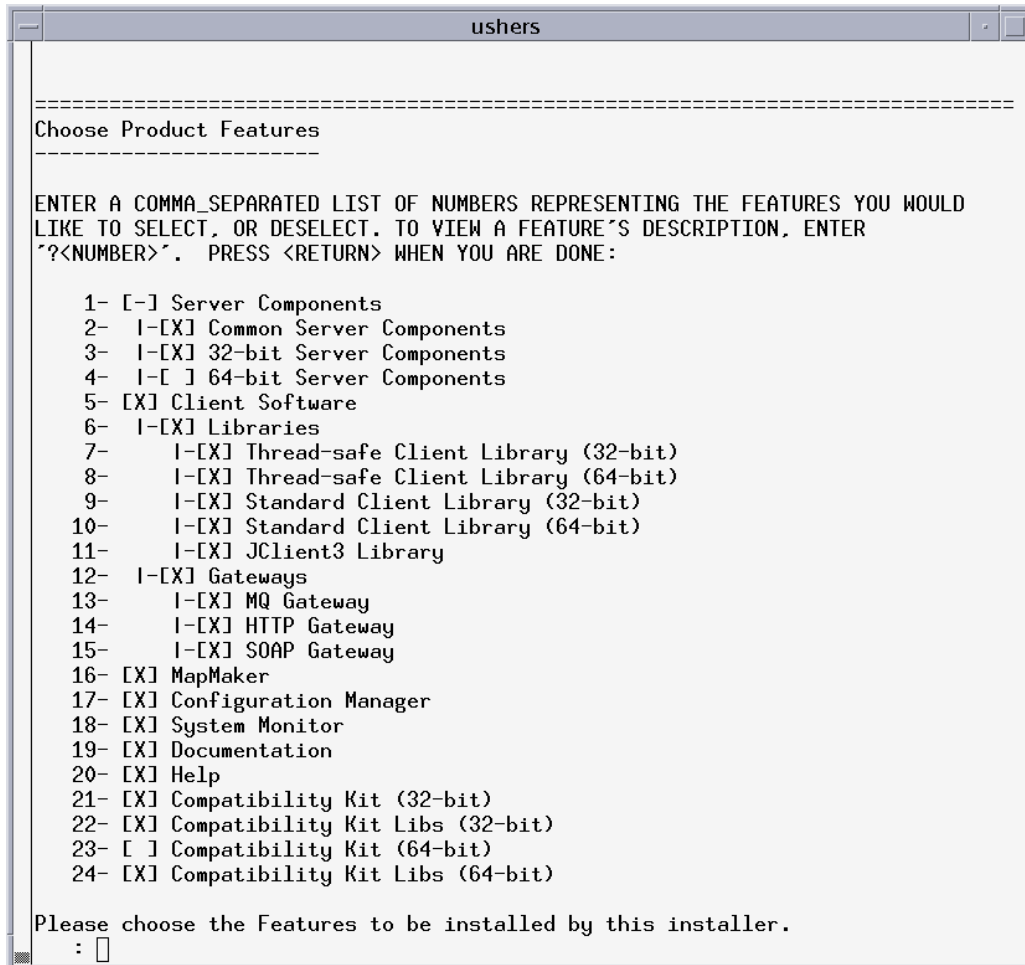 ushers
===============================================================================
Choose Product Features
-----------------------
ENTER A COMMA_SEPARATED LIST OF NUMBERS REPRESENTING THE FEATURES YOU WOULD
LIKE TO SELECT, OR DESELECT. TO VIEW A FEATURE´S DESCRIPTION, ENTER
´?<NUMBER>´.  PRESS <RETURN> WHEN YOU ARE DONE:
1- [-] Server Components
2-  |-[X] Common Server Components
3-  |-[X] 32-bit Server Components
4-  |-[ ] 64-bit Server Components
5- [X] Client Software
6-  |-[X] Libraries
7-     |-[X] Thread-safe Client Library (32-bit)
8-     |-[X] Thread-safe Client Library (64-bit)
9-     |-[X] Standard Client Library (32-bit)
10-     |-[X] Standard Client Library (64-bit)
11-     |-[X] JClient3 Library
12-  |-[X] Gateways
13-     |-[X] MQ Gateway
14-     |-[X] HTTP Gateway
15-     |-[X] SOAP Gateway
16- [X] MapMaker
17- [X] Configuration Manager
18- [X] System Monitor
19- [X] Documentation
20- [X] Help
21- [X] Compatibility Kit (32-bit)
22- [X] Compatibility Kit Libs (32-bit)
23- [ ] Compatibility Kit (64-bit)
24- [X] Compatibility Kit Libs (64-bit)
Please choose the Features to be installed by this installer.
: